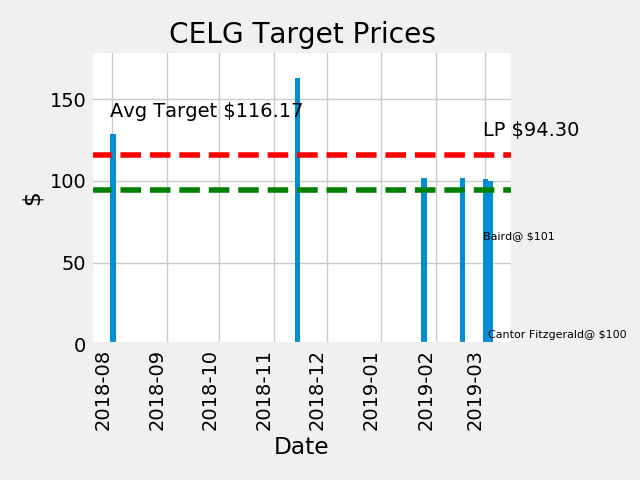 CELG Target Prices
150
Avg Target $116.17
LP $94.30
100
$
Baird@ $101
50
Cantor Fitzgerald@ $100
0
2018-08
2018-09
2018-10
2018-11
2018-12
2019-01
2019-02
2019-03
Date